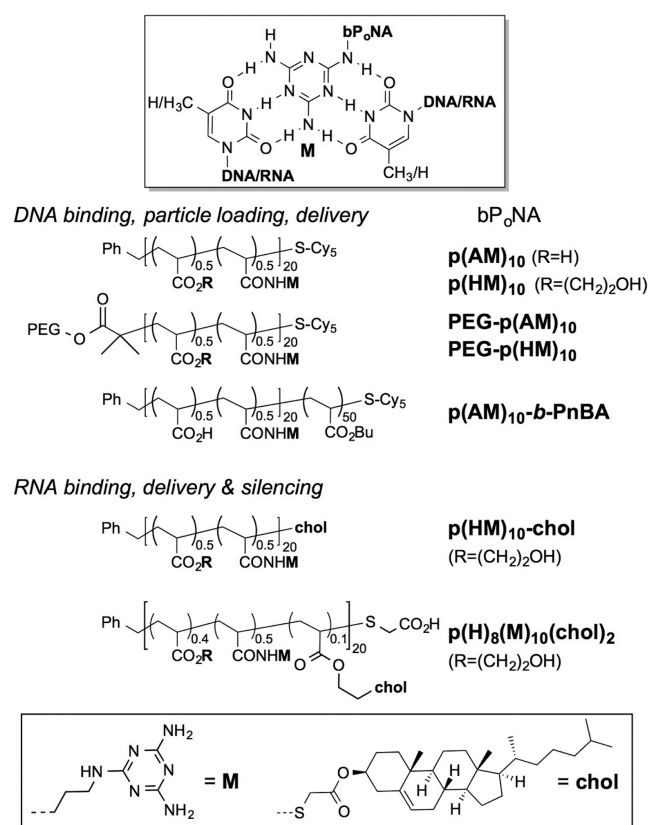 bPₒNA
H
N N N
H H
O N N O
H/H₃C N H H N DNA/RNA
N
N O H H O N
M
DNA/RNA CH₃/H
DNA binding, particle loading, delivery bPₒNA
Ph [( )0.5 ( )0.5]20 S-Cy₅ p(AM)₁₀ (R=H)
CO₂R CONHM p(HM)₁₀ (R=(CH₂)₂OH)
O
PEG O [( )0.5 ( )0.5]20 S-Cy₅ PEG-p(AM)₁₀
CO₂R CONHM PEG-p(HM)₁₀
Ph [( )0.5 ( )0.5]20 ( )50 S-Cy₅ p(AM)₁₀-b-PnBA
CO₂H CONHM CO₂Bu
RNA binding, delivery & silencing
Ph [( )0.5 ( )0.5]20 chol p(HM)₁₀-chol
CO₂R CONHM (R=(CH₂)₂OH)
Ph [( )0.4 ( )0.5 ( )0.1]20 S CO₂H p(H)₈(M)₁₀(chol)₂
CO₂R CONHM O O (R=(CH₂)₂OH)
chol
NH₂
N N
HN N = M
NH₂
O H H H H = chol
S O